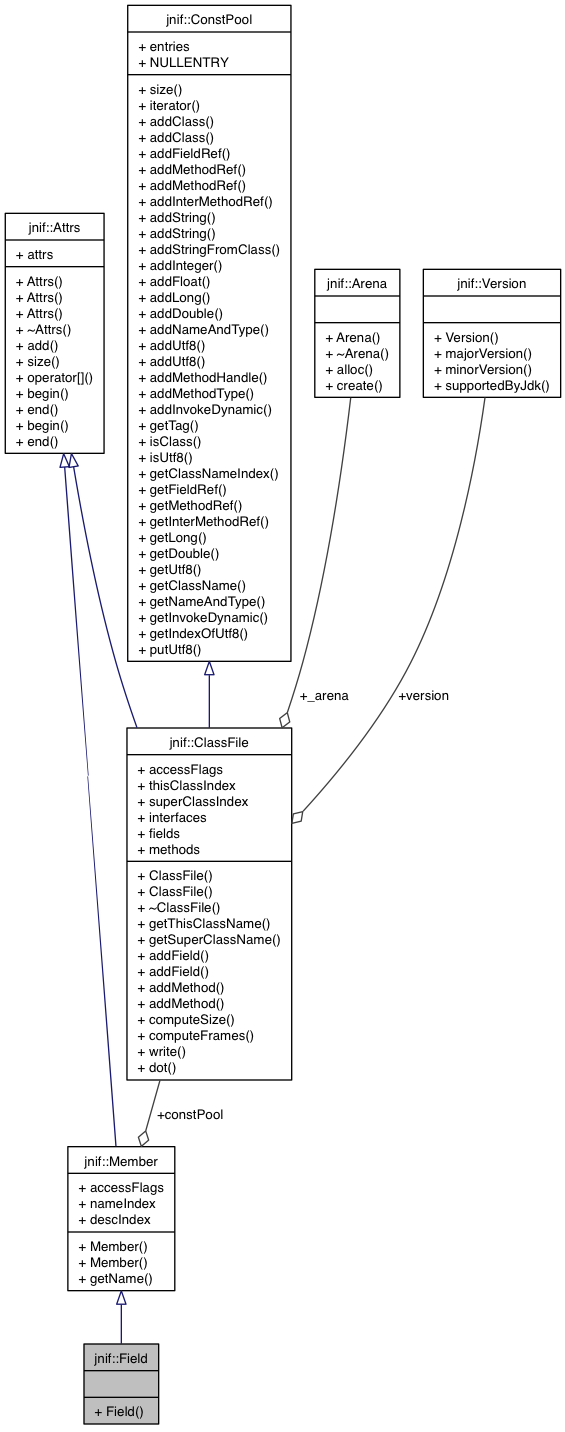 jnif::ConstPool
+ entries
+ NULLENTRY
+ size()
+ iterator()
+ addClass()
+ addClass()
+ addFieldRef()
+ addMethodRef()
+ addMethodRef()
+ addInterMethodRef()
+ addString()
+ addString()
+ addStringFromClass()
+ addInteger()
+ addFloat()
+ addLong()
+ addDouble()
+ addNameAndType()
+ addUtf8()
+ addUtf8()
+ addMethodHandle()
+ addMethodType()
+ addInvokeDynamic()
+ getTag()
+ isClass()
+ isUtf8()
+ getClassNameIndex()
+ getFieldRef()
+ getMethodRef()
+ getInterMethodRef()
+ getLong()
+ getDouble()
+ getUtf8()
+ getClassName()
+ getNameAndType()
+ getInvokeDynamic()
+ getIndexOfUtf8()
+ putUtf8()
jnif::Attrs
+ attrs
+ Attrs()
+ Attrs()
+ Attrs()
+ ~Attrs()
+ add()
+ size()
+ operator[]()
+ begin()
+ end()
+ begin()
+ end()
jnif::Arena
+ Arena()
+ ~Arena()
+ alloc()
+ create()
jnif::Version
+ Version()
+ majorVersion()
+ minorVersion()
+ supportedByJdk()
+_arena
+version
jnif::ClassFile
+ accessFlags
+ thisClassIndex
+ superClassIndex
+ interfaces
+ fields
+ methods
+ ClassFile()
+ ClassFile()
+ ~ClassFile()
+ getThisClassName()
+ getSuperClassName()
+ addField()
+ addField()
+ addMethod()
+ addMethod()
+ computeSize()
+ computeFrames()
+ write()
+ dot()
+constPool
jnif::Member
+ accessFlags
+ nameIndex
+ descIndex
+ Member()
+ Member()
+ getName()
jnif::Field
+ Field()